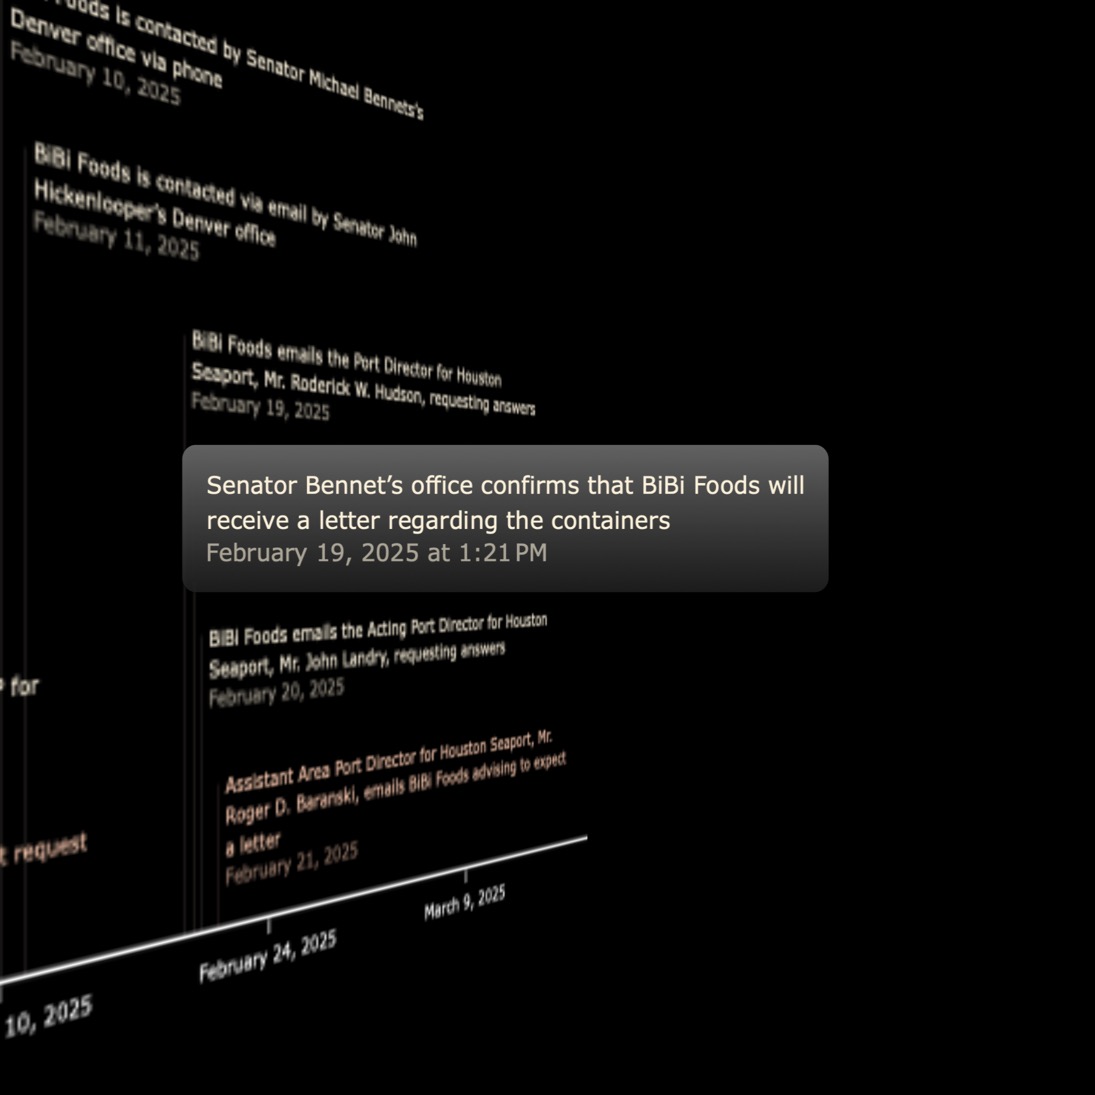 oods is contacted by Senator Michael Bennets's
Denver office via phone
February 10, 2025
BiBi Foods is contacted via email by Senator John
Hickenlooper's Denver office
February 11, 2025
BiBi Foods emails the Port Director for Houston
Seaport, Mr. Roderick W. Hudson, requesting answers
February 19, 2025
Senator Bennet’s office confirms that BiBi Foods will
receive a letter regarding the containers
February 19, 2025 at 1:21 PM
BiBi Foods emails the Acting Port Director for Houston
Seaport, Mr. John Landry, requesting answers
February 20, 2025
for
Assistant Area Port Director for Houston Seaport, Mr.
Roger D. Baranski, emails BiBi Foods advising to expect
a letter
February 21, 2025
t request
March 9, 2025
February 24, 2025
10, 2025